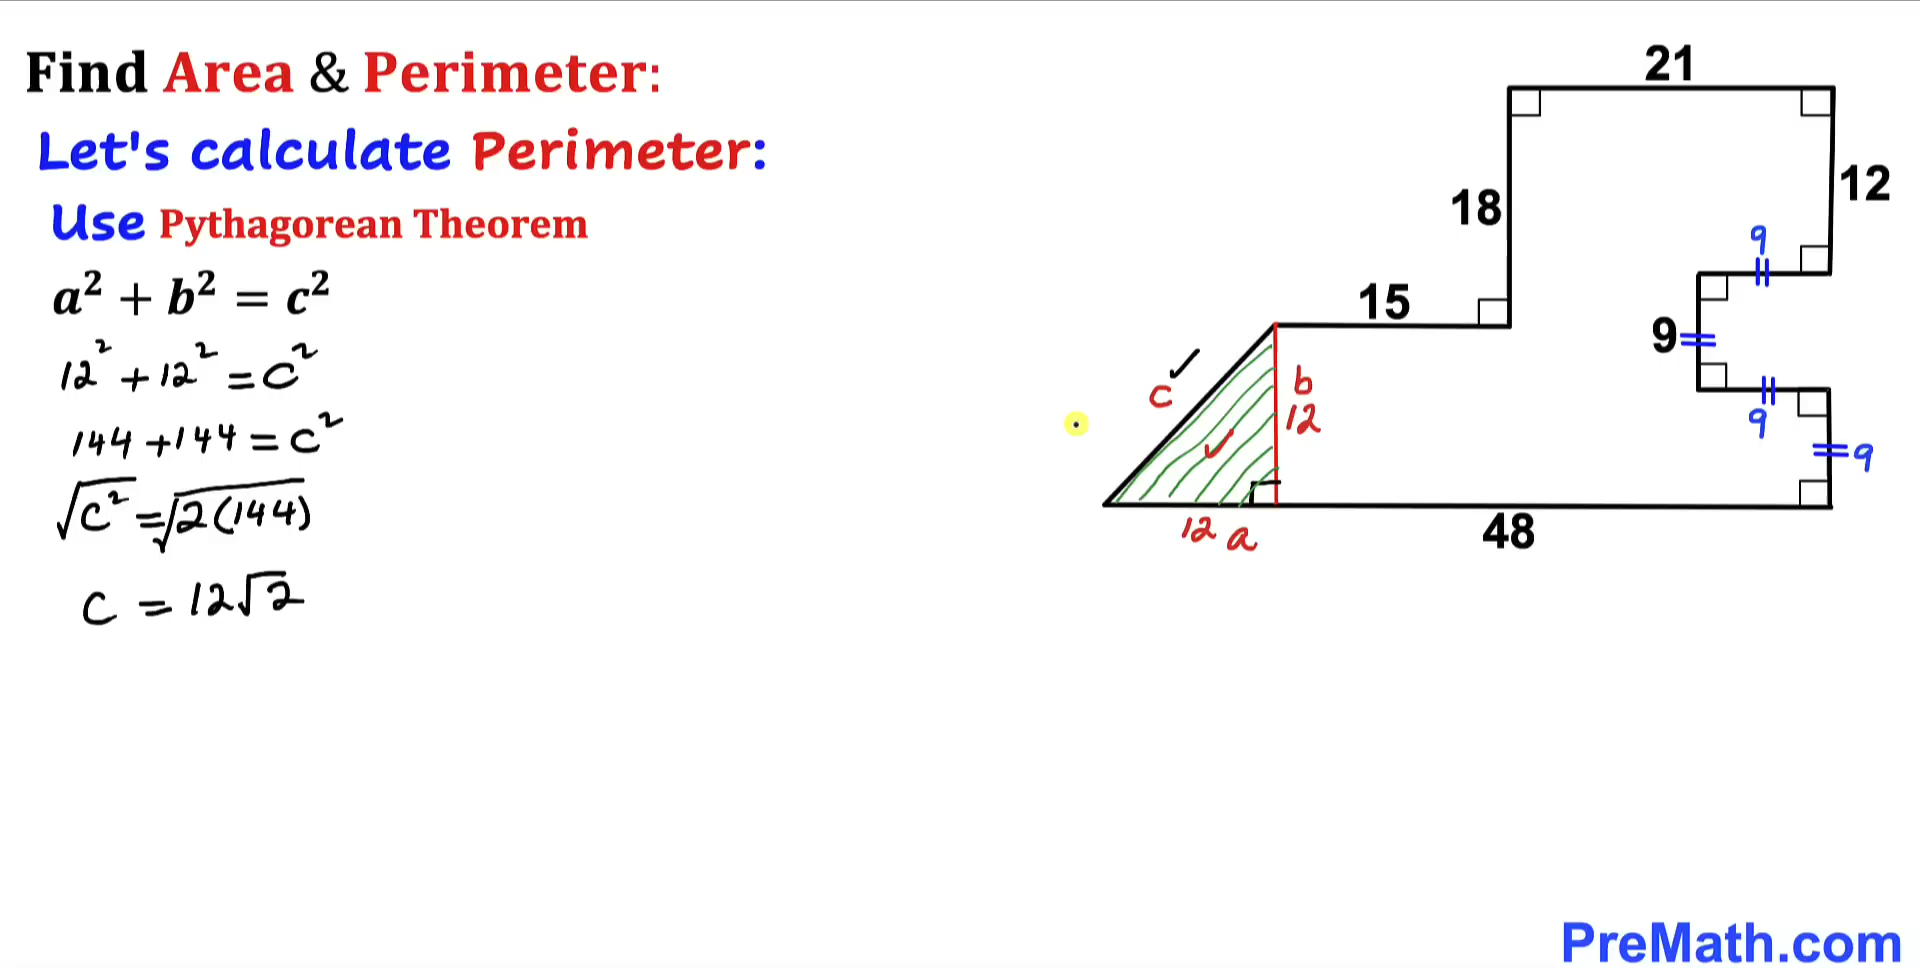 Find Area & Perimeter:
Let's calculate Perimeter:
Use Pythagorean Theorem
a² + b² = c²
12² + 12² = c²
144 + 144 = c²
√c² = √2(144)
c = 12√2
21
12
18
9
15
9
c
b
12
9
9
12 a
48
PreMath.com